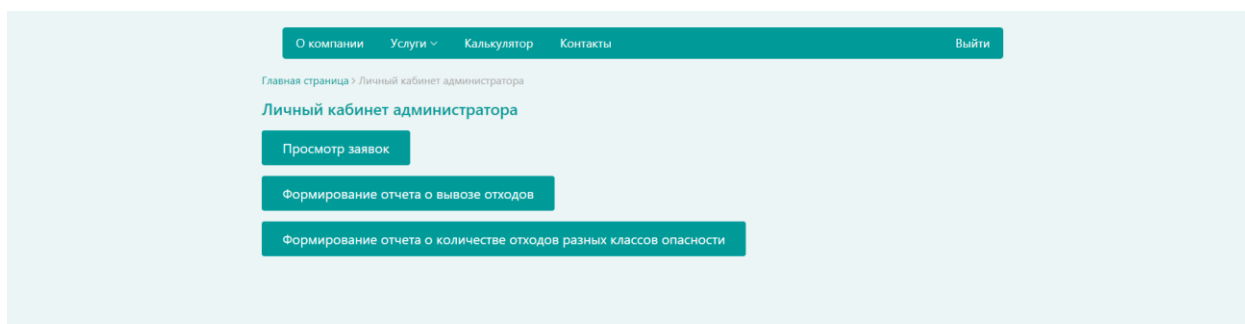 О компании Услуги Калькулятор Контакты Выйти
Главная страница > Личный кабинет администратора
Личный кабинет администратора
Просмотр заявок
Формирование отчета о вывозе отходов
Формирование отчета о количестве отходов разных классов опасности